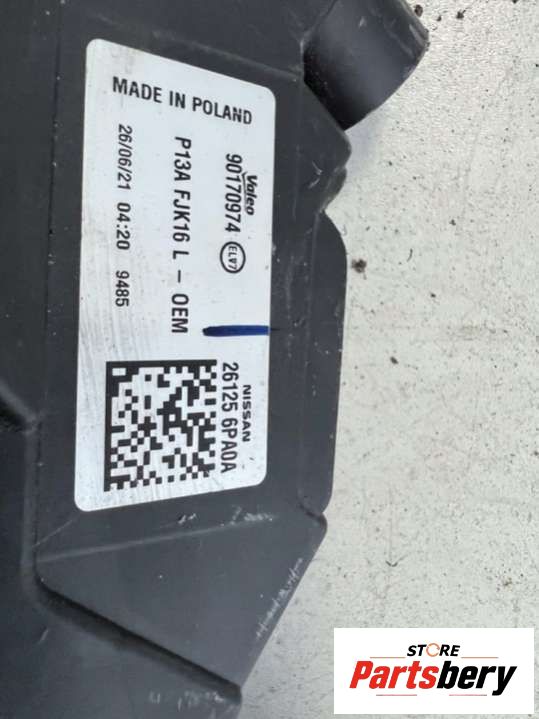 MADE IN POLAND
Valeo
90170974 ELV7
P13A FJK16 L - OEM
26/06/21 04:20 9485
NISSAN
26125 6PA0A
STORE
Partsbery